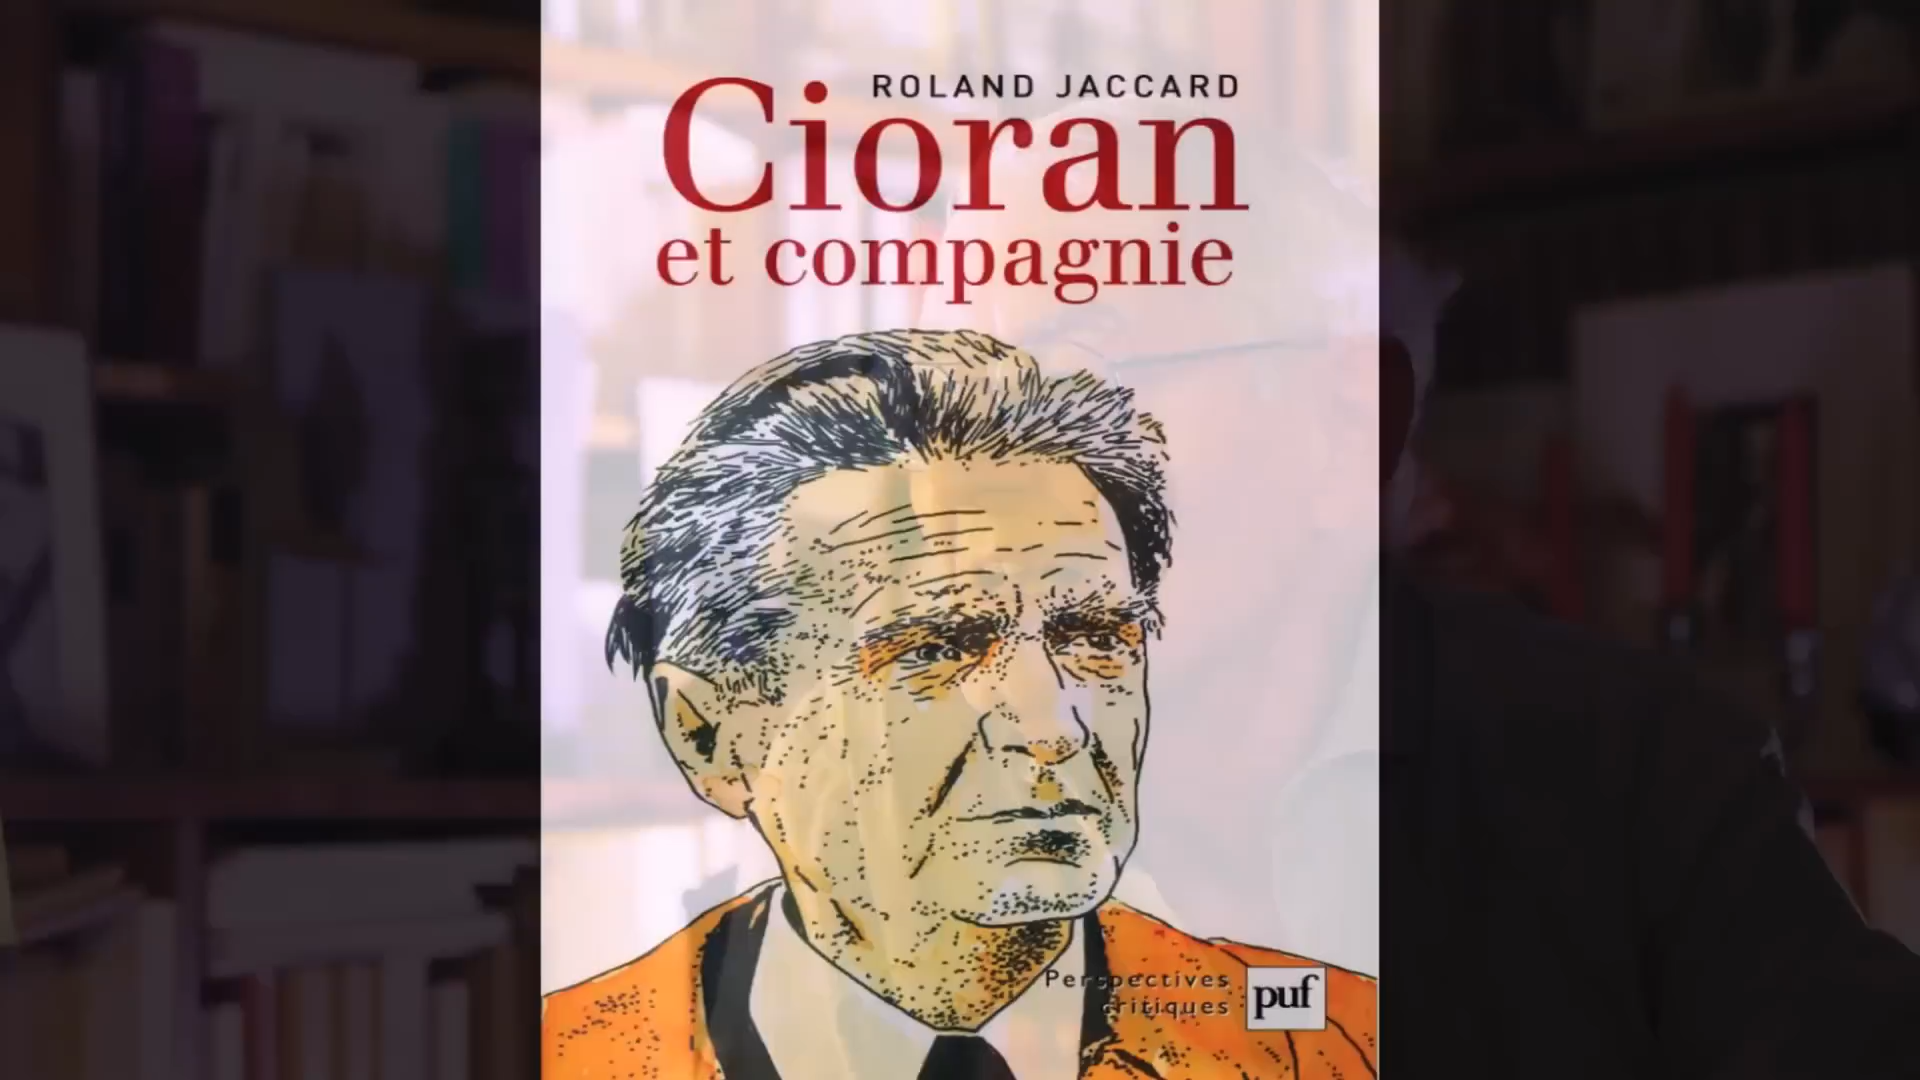 ROLAND JACCARD
Cioran
et compagnie
Perspectives
critiques
puf